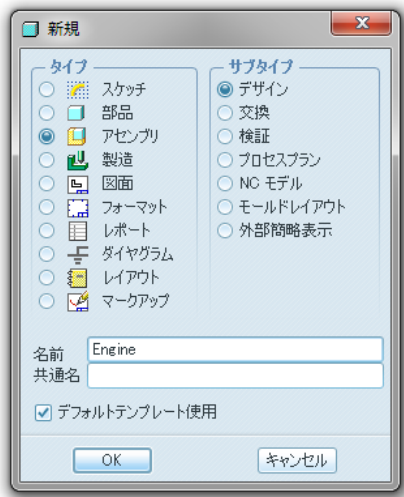 新規
タイプ
スケッチ
部品
アセンブリ
製造
図面
フォーマット
レポート
ダイヤグラム
レイアウト
マークアップ
サブタイプ
デザイン
交換
検証
プロセスプラン
NC モデル
モールドレイアウト
外部簡略表示
名前 Engine
共通名
デフォルトテンプレート使用
OK キャンセル